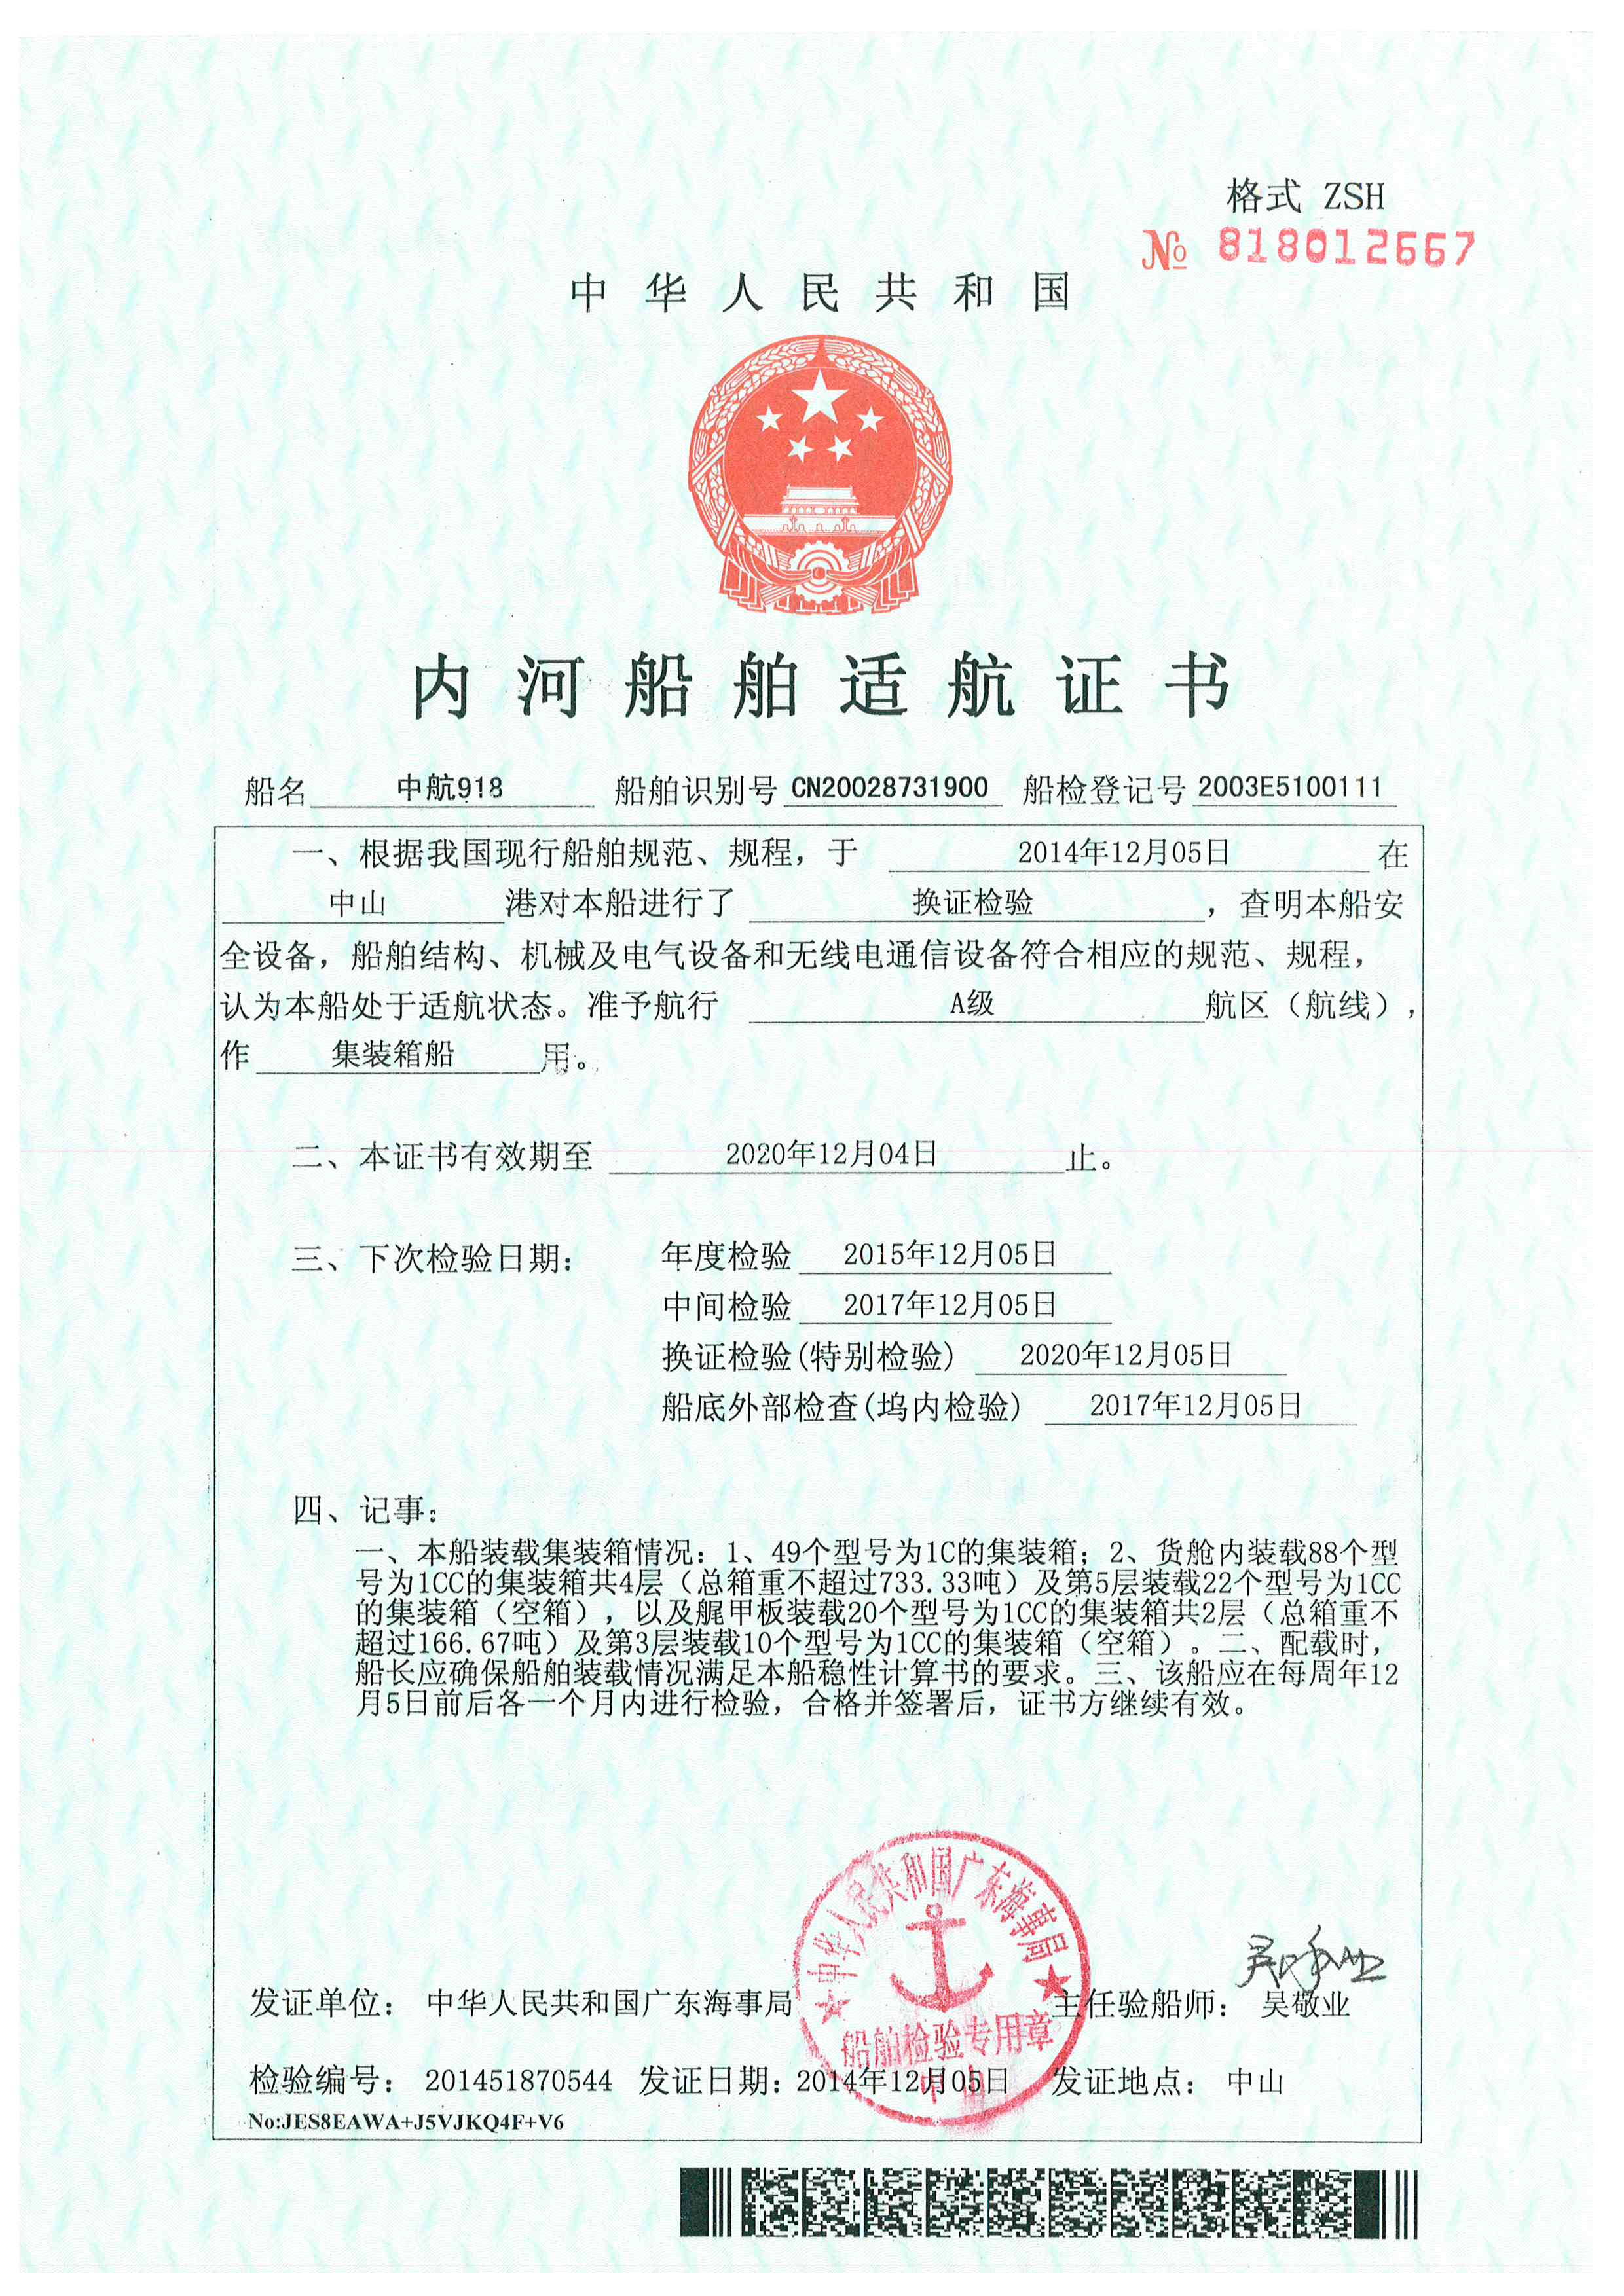 格式 ZSH
№ 818012667
中华人民共和国
内河船舶适航证书
船名 中航918 船舶识别号 CN20028731900 船检登记号 2003E5100111
一、根据我国现行船舶规范、规程，于 2014年12月05日 在
中山 港对本船进行了 换证检验 ，查明本船安
全设备，船舶结构、机械及电气设备和无线电通信设备符合相应的规范、规程，
认为本船处于适航状态。准予航行 A级 航区（航线），
作 集装箱船 用。
二、本证书有效期至 2020年12月04日 止。
三、下次检验日期： 年度检验 2015年12月05日
中间检验 2017年12月05日
换证检验(特别检验) 2020年12月05日
船底外部检查(坞内检验) 2017年12月05日
四、记事：
一、本船装载集装箱情况：1、49个型号为1C的集装箱；2、货舱内装载88个型
号为1CC的集装箱共4层（总箱重不超过733.33吨）及第5层装载22个型号为1CC
的集装箱（空箱），以及艉甲板装载20个型号为1CC的集装箱共2层（总箱重不
超过166.67吨）及第3层装载10个型号为1CC的集装箱（空箱）。二、配载时，
船长应确保船舶装载情况满足本船稳性计算书的要求。三、该船应在每周年12
月5日前后各一个月内进行检验，合格并签署后，证书方继续有效。
中华人民共和国广东海事局
船舶检验专用章
中山
吴敬业
发证单位： 中华人民共和国广东海事局 主任验船师： 吴敬业
检验编号： 201451870544 发证日期：2014年12月05日 发证地点： 中山
No:JES8EAWA+J5VJKQ4F+V6